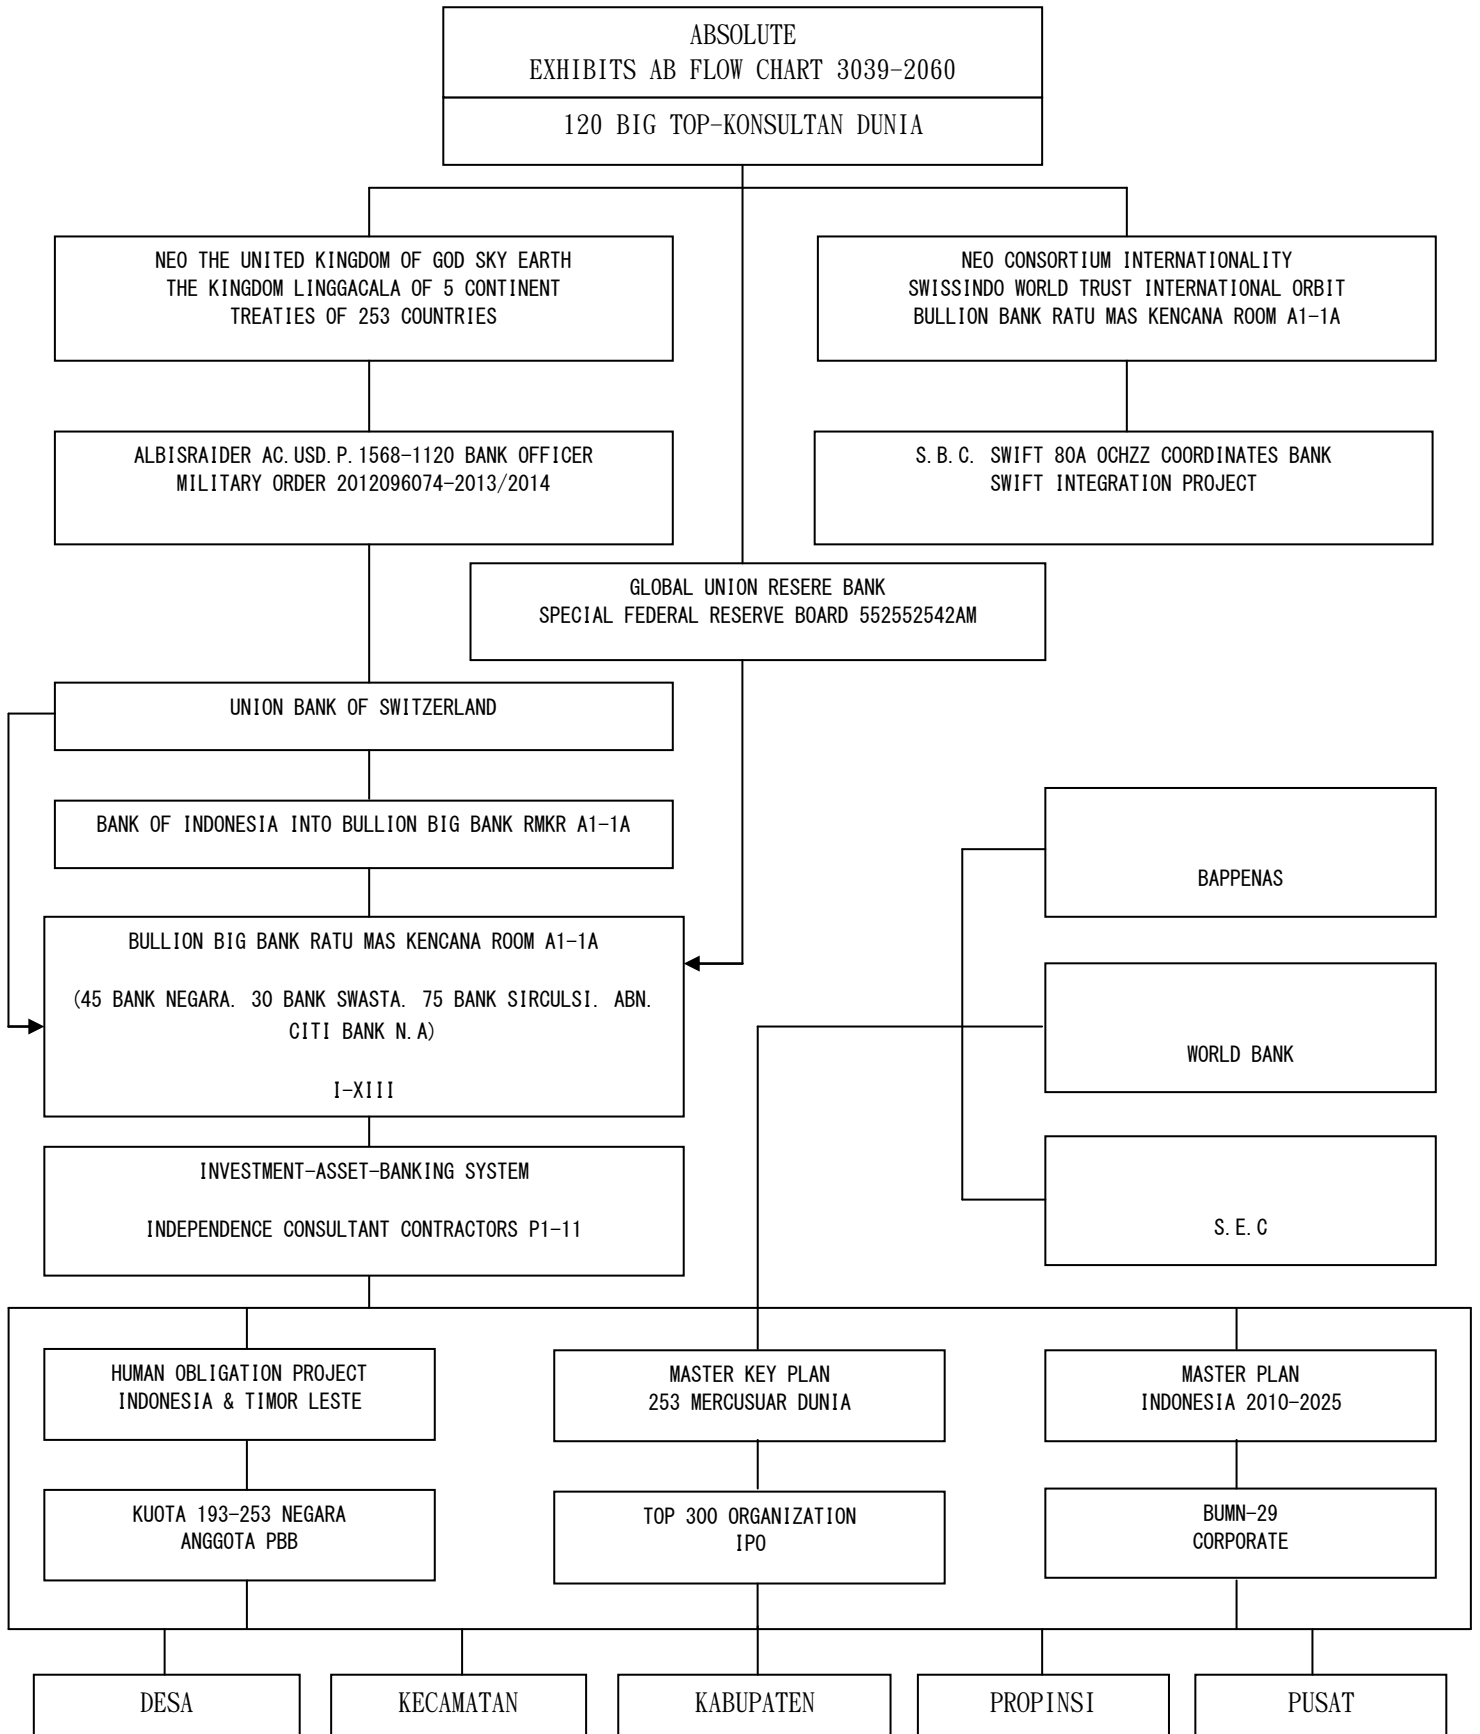 ABSOLUTE
EXHIBITS AB FLOW CHART 3039-2060
120 BIG TOP-KONSULTAN DUNIA
NEO THE UNITED KINGDOM OF GOD SKY EARTH
THE KINGDOM LINGGACALA OF 5 CONTINENT
TREATIES OF 253 COUNTRIES
NEO CONSORTIUM INTERNATIONALITY
SWISSINDO WORLD TRUST INTERNATIONAL ORBIT
BULLION BANK RATU MAS KENCANA ROOM A1-1A
ALBISRAIDER AC.USD.P.1568-1120 BANK OFFICER
MILITARY ORDER 2012096074-2013/2014
S.B.C. SWIFT 80A OCHZZ COORDINATES BANK
SWIFT INTEGRATION PROJECT
GLOBAL UNION RESERE BANK
SPECIAL FEDERAL RESERVE BOARD 552552542AM
UNION BANK OF SWITZERLAND
BANK OF INDONESIA INTO BULLION BIG BANK RMKR A1-1A
BAPPENAS
BULLION BIG BANK RATU MAS KENCANA ROOM A1-1A
(45 BANK NEGARA. 30 BANK SWASTA. 75 BANK SIRCULSI. ABN.
CITI BANK N.A)
I-XIII
WORLD BANK
INVESTMENT-ASSET-BANKING SYSTEM
INDEPENDENCE CONSULTANT CONTRACTORS P1-11
S.E.C
HUMAN OBLIGATION PROJECT
INDONESIA & TIMOR LESTE
MASTER KEY PLAN
253 MERCUSUAR DUNIA
MASTER PLAN
INDONESIA 2010-2025
KUOTA 193-253 NEGARA
ANGGOTA PBB
TOP 300 ORGANIZATION
IPO
BUMN-29
CORPORATE
DESA
KECAMATAN
KABUPATEN
PROPINSI
PUSAT